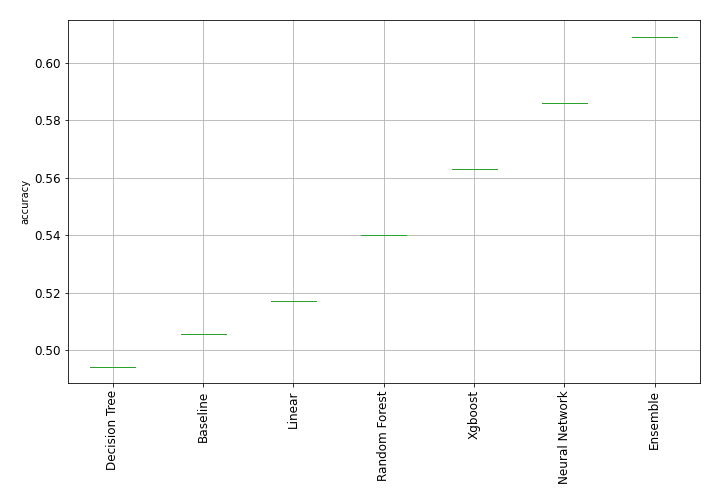 0.60
0.58
0.56
0.54
0.52
0.50
accuracy
Decision Tree
Baseline
Linear
Random Forest
Xgboost
Neural Network
Ensemble